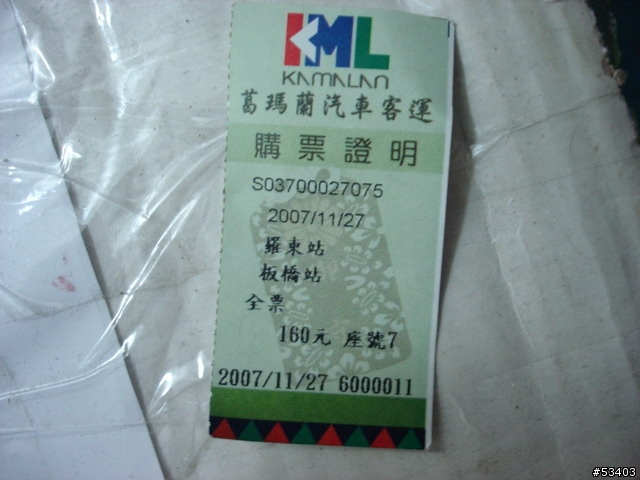 KML
KAMALAN
葛瑪蘭汽車客運
購票證明
S03700027075
2007/11/27
羅東站
板橋站
全票
160元 座號7
2007/11/27 6000011
#53403